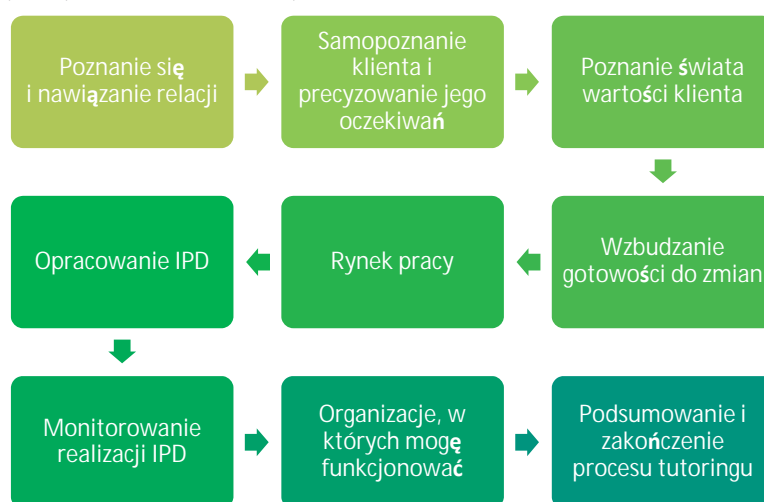 Poznanie się
i nawiązanie relacji
Samopoznanie
klienta i
precyzowanie jego
oczekiwań
Poznanie świata
wartości klienta
Wzbudzanie
gotowości do zmian
Rynek pracy
Opracowanie IPD
Monitorowanie
realizacji IPD
Organizacje, w
których mogę
funkcjonować
Podsumowanie i
zakończenie
procesu tutoringu